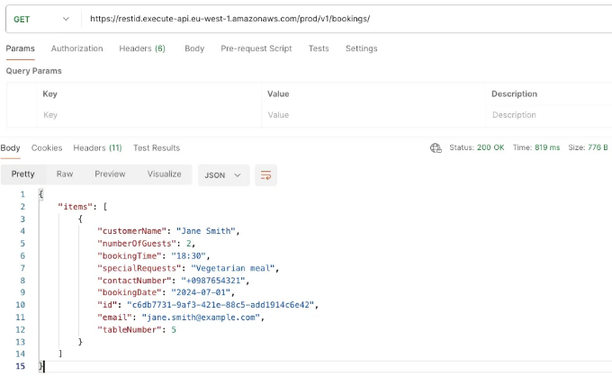 GET https://restid.execute-api.eu-west-1.amazonaws.com/prod/v1/bookings/
Params Authorization Headers (6) Body Pre-request Script Tests Settings
Query Params
Key Value Description
Key Value Description
Body Cookies Headers (11) Test Results Status: 200 OK Time: 819 ms Size: 776 B
Pretty Raw Preview Visualize JSON
1 {
2 "items": [
3 {
4 "customerName": "Jane Smith",
5 "numberOfGuests": 2,
6 "bookingTime": "18:30",
7 "specialRequests": "Vegetarian meal",
8 "contactNumber": "+0987654321",
9 "bookingDate": "2024-07-01",
10 "id": "c6db7731-9af3-421e-88c5-add1914c6e42",
11 "email": "jane.smith@example.com",
12 "tableNumber": 5
13 }
14 ]
15 }